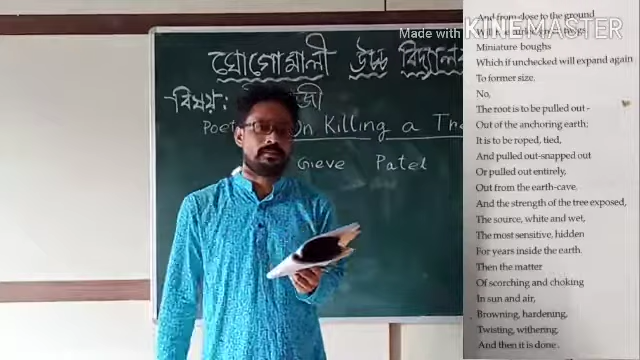 Made with KINEMASTER
ঘোগোমালী উচ্চ
বিষয়:
On Killing a
Gieve Patel
And from close to the ground
Will
Miniature boughs
Which if unchecked will expand again
To former size.
No,
The root is to be pulled out -
Out of the anchoring earth;
It is to be roped, tied,
And pulled out-snapped out
Or pulled out entirely,
Out from the earth-cave,
And the strength of the tree exposed,
The source, white and wet,
The most sensitive, hidden
For years inside the earth.
Then the matter
Of scorching and choking
In sun and air,
Browning, hardening,
Twisting, withering,
And then it is done.